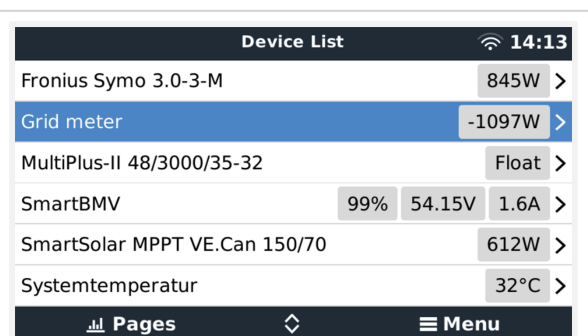 Device List 14:13
Fronius Symo 3.0-3-M 845W
Grid meter -1097W
MultiPlus-II 48/3000/35-32 Float
SmartBMV 99% 54.15V 1.6A
SmartSolar MPPT VE.Can 150/70 612W
Systemtemperatur 32°C
Pages Menu